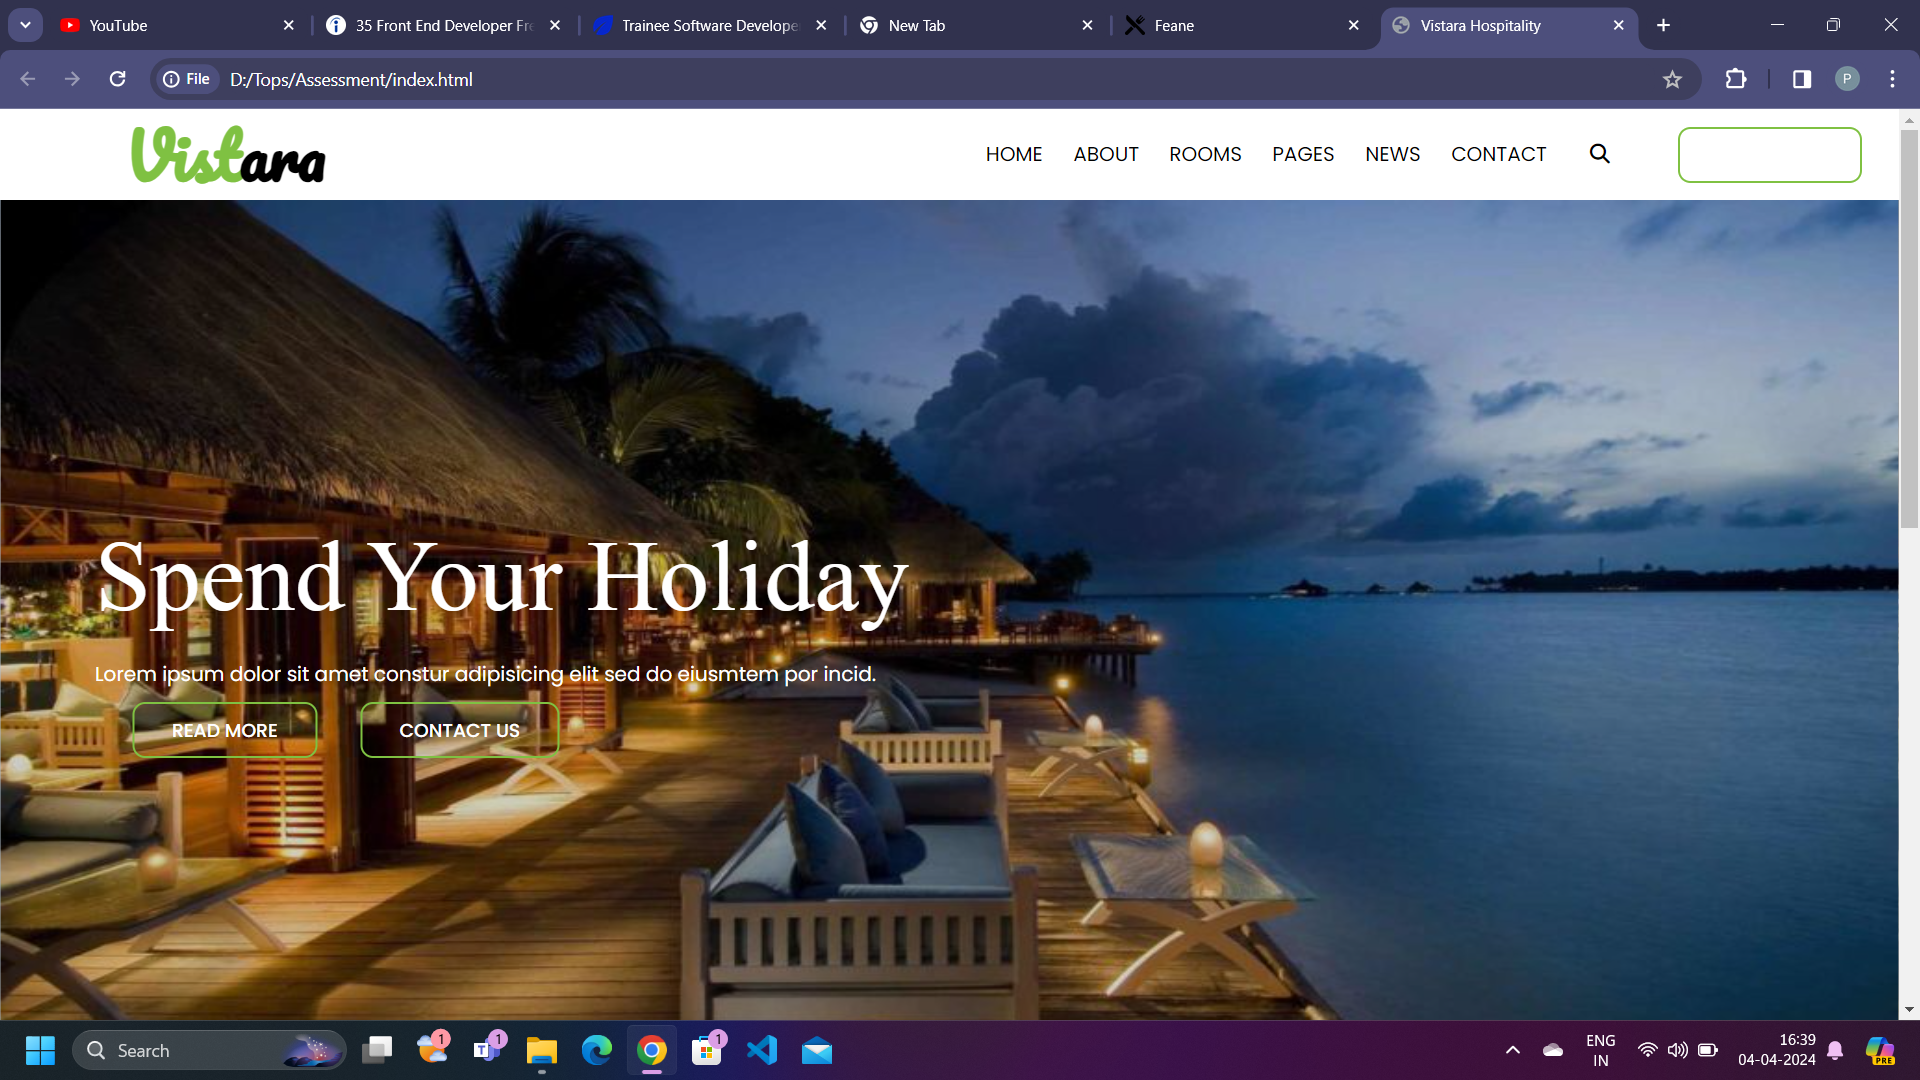 YouTube
35 Front End Developer Fre
Trainee Software Develope
New Tab
Feane
Vistara Hospitality
File
D:/Tops/Assessment/index.html
P
Vistara
HOME
ABOUT
ROOMS
PAGES
NEWS
CONTACT
Spend Your Holiday
Lorem ipsum dolor sit amet constur adipisicing elit sed do eiusmtem por incid.
READ MORE
CONTACT US
Search
1
1
1
ENG
IN
16:39
04-04-2024
PRE